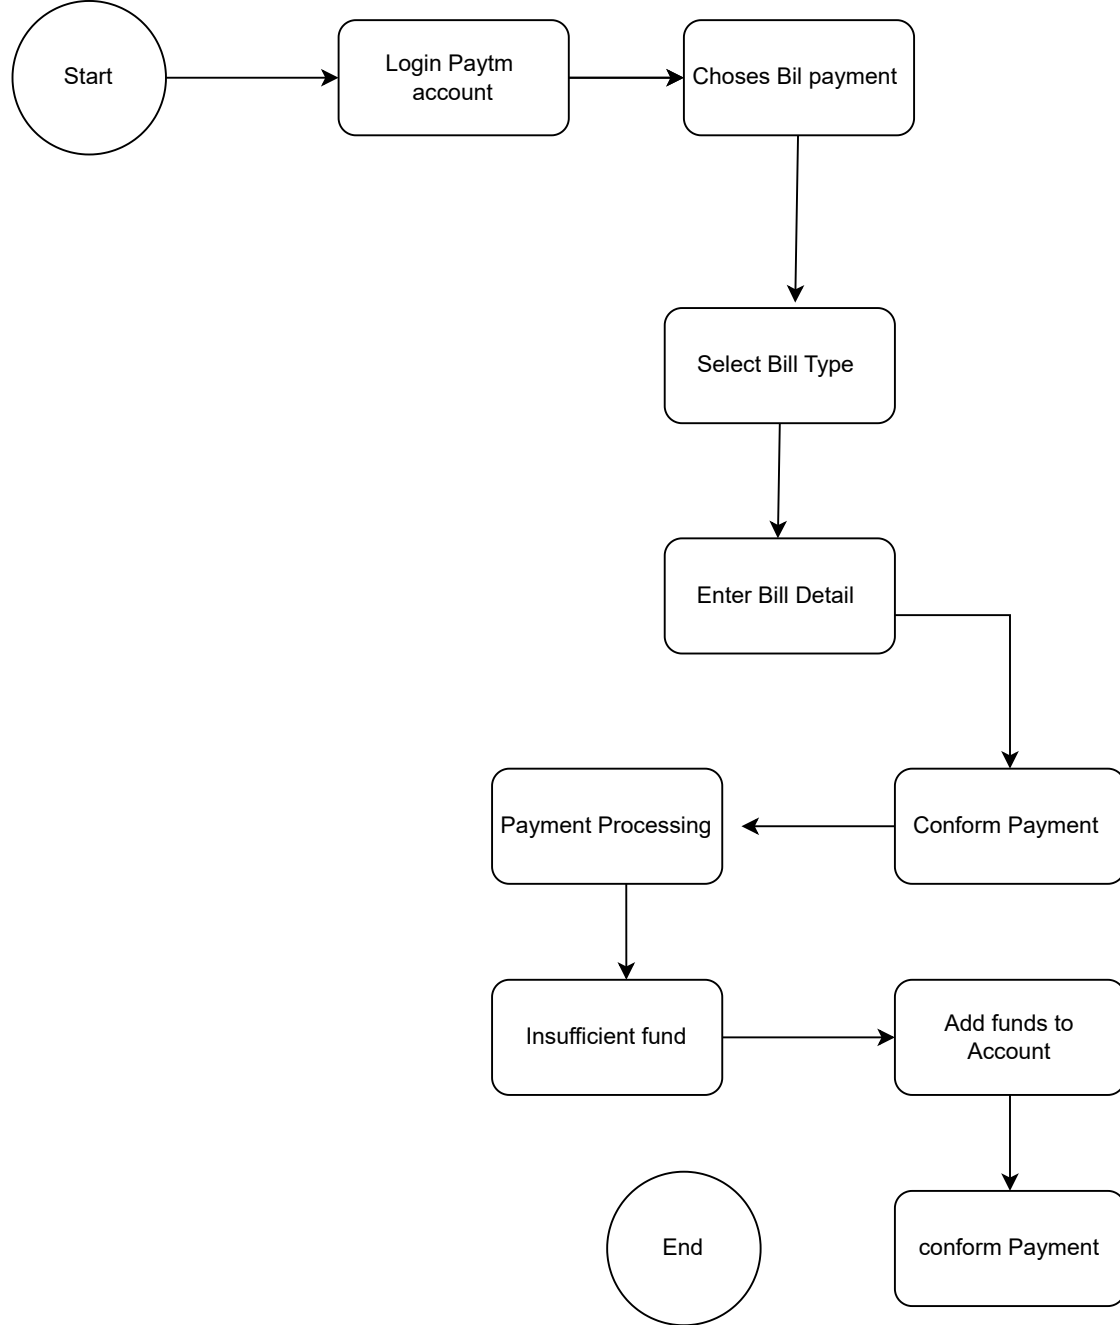 Start
Login Paytm
account
Choses Bil payment
Select Bill Type
Enter Bill Detail
Payment Processing
Conform Payment
Insufficient fund
Add funds to
Account
End
conform Payment